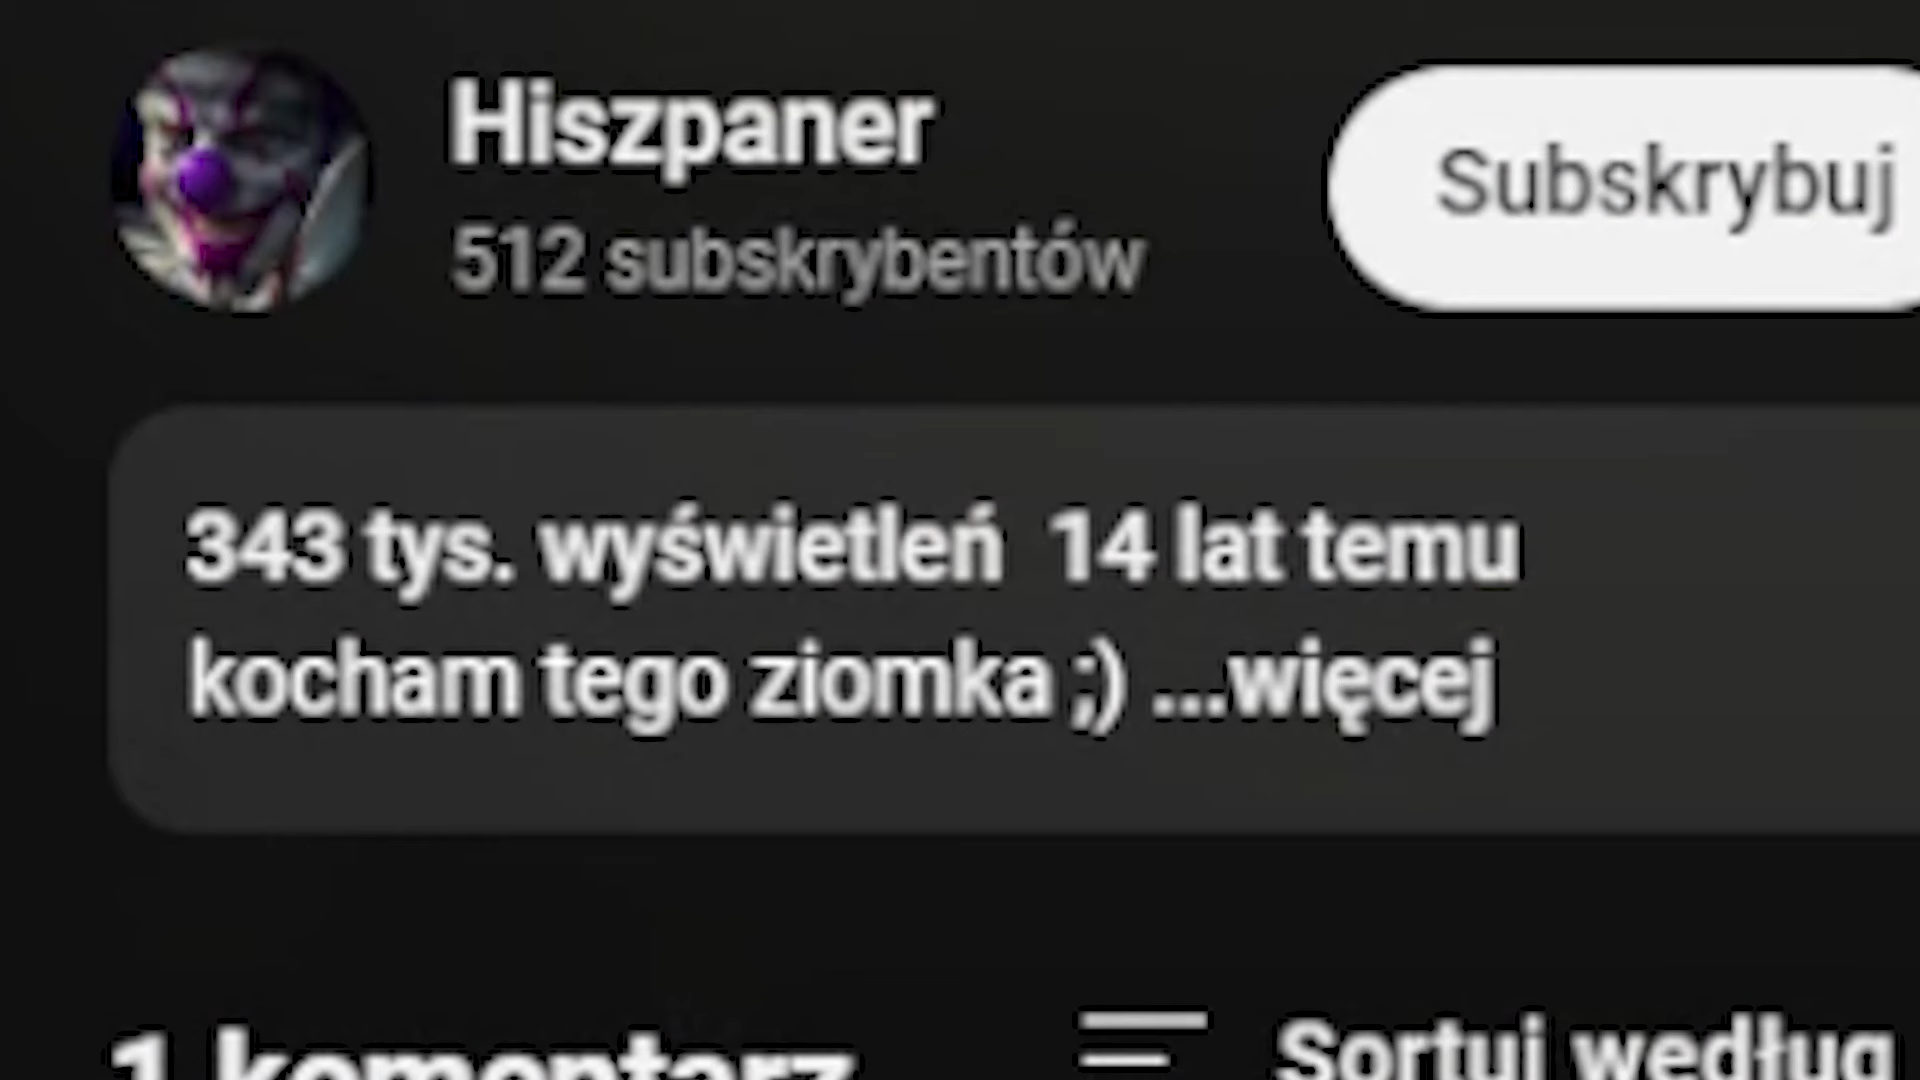 Hiszpaner
Subskrybuj
512 subskrybentów
343 tys. wyświetleń 14 lat temu
kocham tego ziomka ;) ...więcej
1 komentarz
Sortuj według